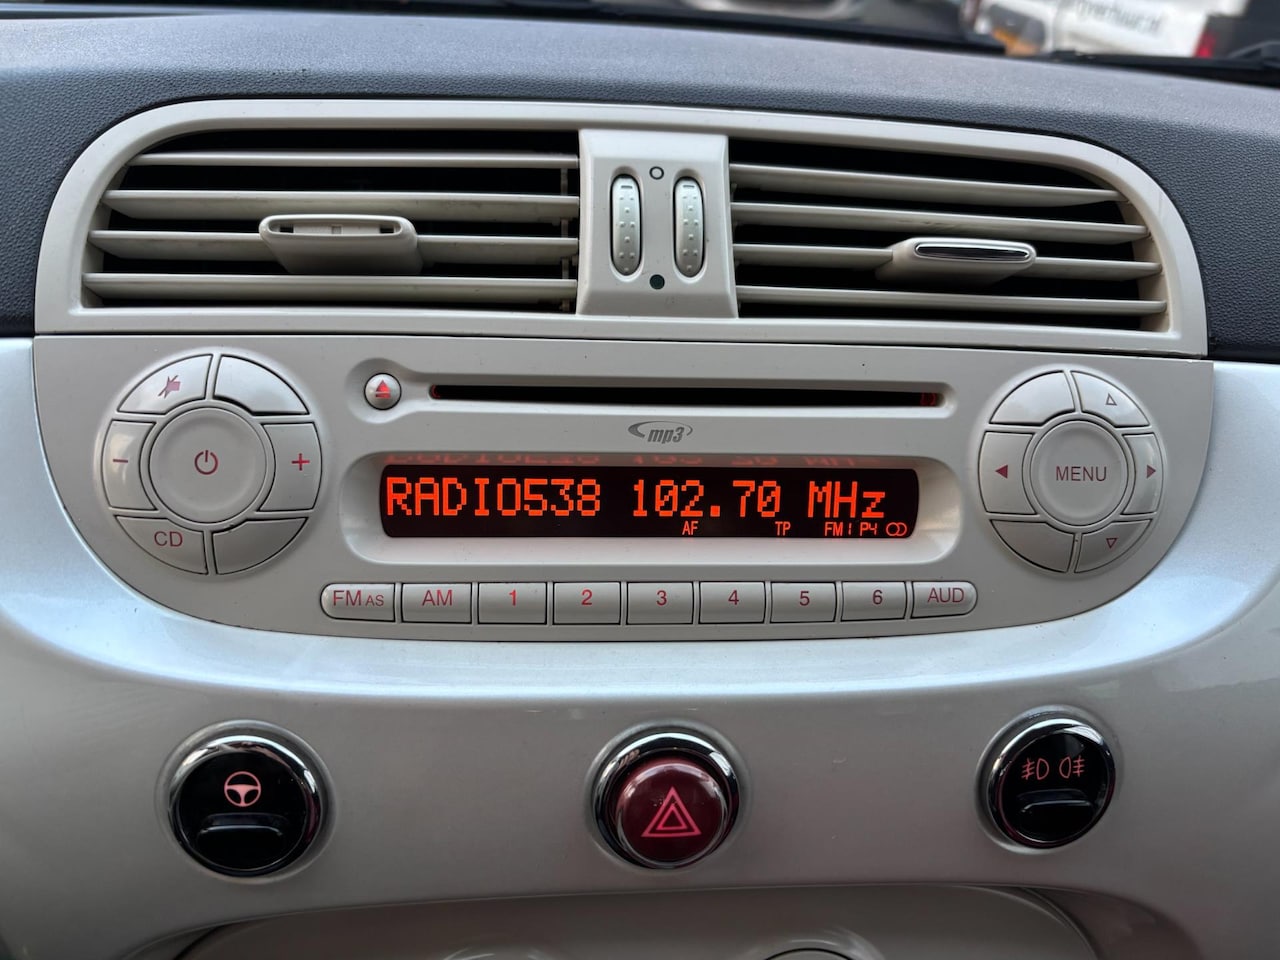 mp3
RADIO538 102.70 MHz
AF TP FM1 P4
MENU
CD
FM AS AM 1 2 3 4 5 6 AUD